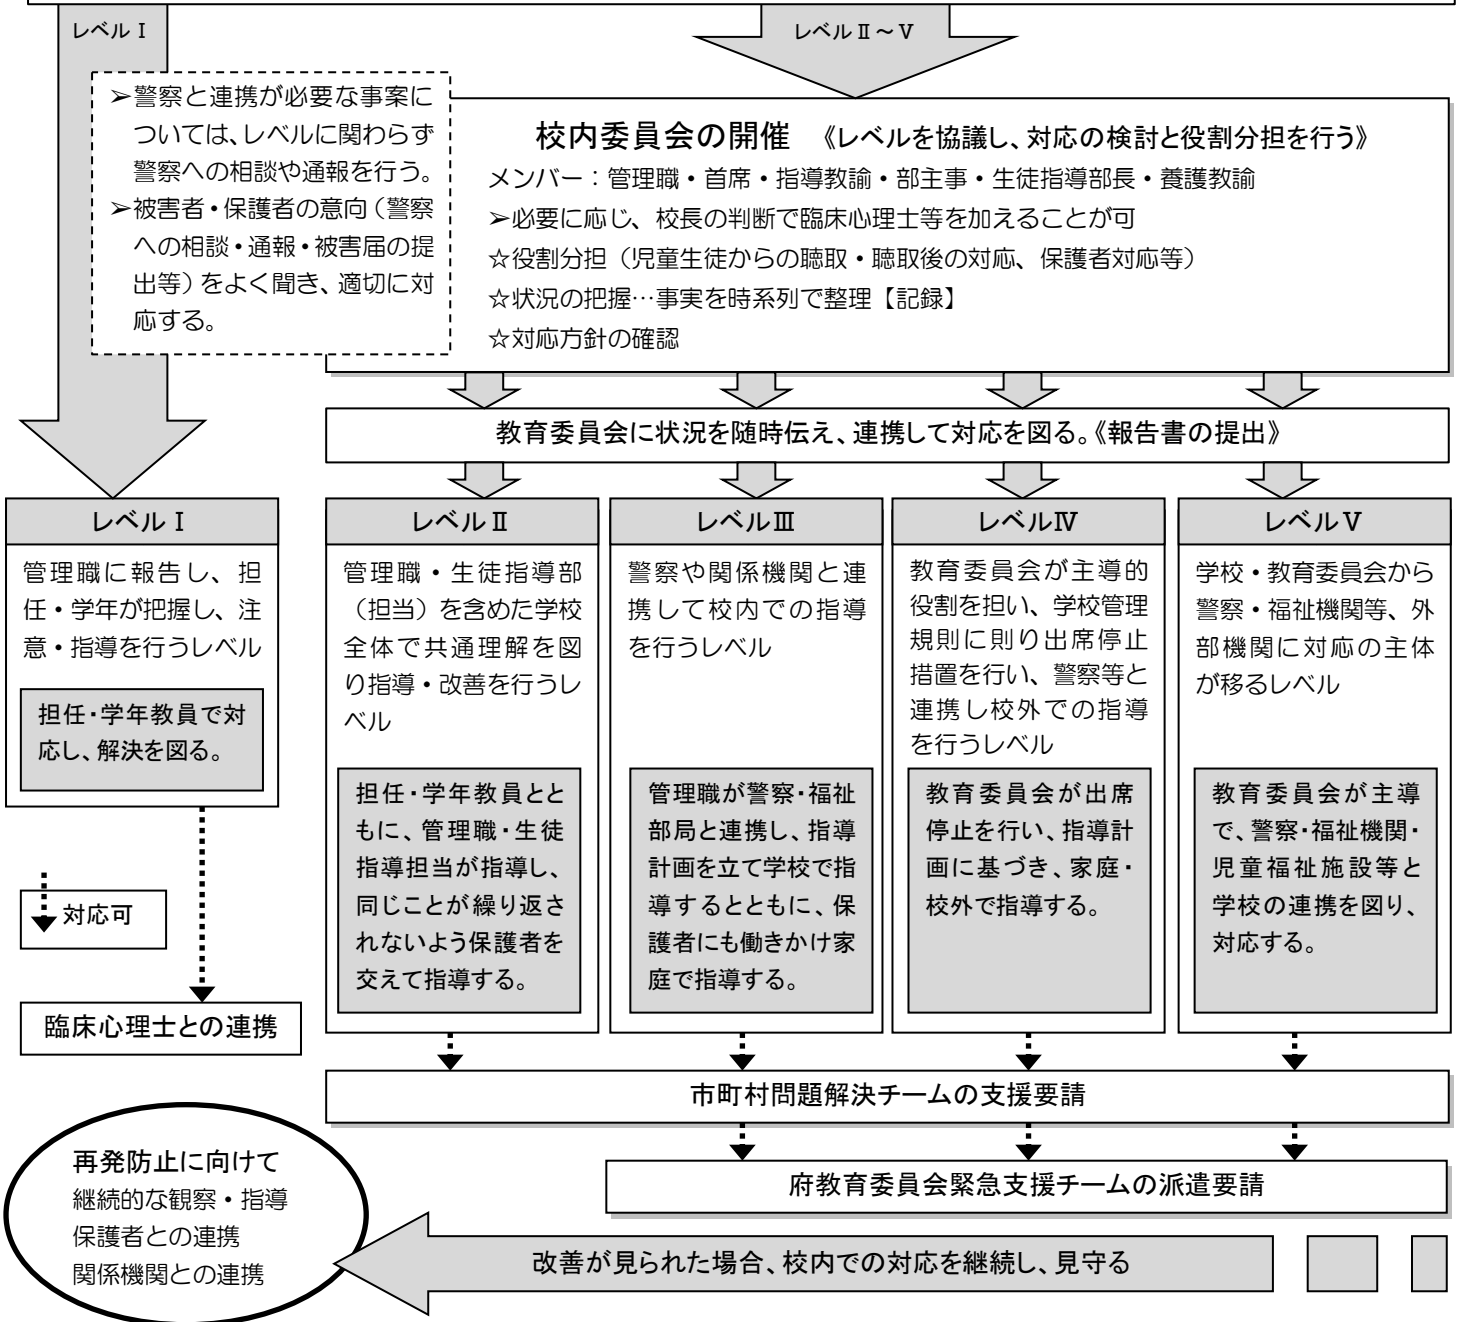 レベルⅠ
レベルⅡ～Ⅴ
➢警察と連携が必要な事案に
ついては、レベルに関わらず
警察への相談や通報を行う。
➢被害者・保護者の意向（警察
への相談・通報・被害届の提
出等）をよく聞き、適切に対
応する。
校内委員会の開催　《レベルを協議し、対応の検討と役割分担を行う》
メンバー：管理職・首席・指導教諭・部主事・生徒指導部長・養護教諭
➢必要に応じ、校長の判断で臨床心理士等を加えることが可
☆役割分担（児童生徒からの聴取・聴取後の対応、保護者対応等）
☆状況の把握…事実を時系列で整理【記録】
☆対応方針の確認
教育委員会に状況を随時伝え、連携して対応を図る。《報告書の提出》
レベルⅠ
管理職に報告し、担
任・学年が把握し、注
意・指導を行うレベル
担任・学年教員で対
応し、解決を図る。
レベルⅡ
管理職・生徒指導部
（担当）を含めた学校
全体で共通理解を図
り指導・改善を行うレ
ベル
担任・学年教員とと
もに、管理職・生徒
指導担当が指導し、
同じことが繰り返さ
れないよう保護者を
交えて指導する。
レベルⅢ
警察や関係機関と連
携して校内での指導
を行うレベル
管理職が警察・福祉
部局と連携し、指導
計画を立て学校で指
導するとともに、保
護者にも働きかけ家
庭で指導する。
レベルⅣ
教育委員会が主導的
役割を担い、学校管理
規則に則り出席停止
措置を行い、警察等と
連携し校外での指導
を行うレベル
教育委員会が出席
停止を行い、指導計
画に基づき、家庭・
校外で指導する。
レベルⅤ
学校・教育委員会から
警察・福祉機関等、外
部機関に対応の主体
が移るレベル
教育委員会が主導
で、警察・福祉機関・
児童福祉施設等と
学校の連携を図り、
対応する。
対応可
臨床心理士との連携
市町村問題解決チームの支援要請
府教育委員会緊急支援チームの派遣要請
再発防止に向けて
継続的な観察・指導
保護者との連携
関係機関との連携
改善が見られた場合、校内での対応を継続し、見守る